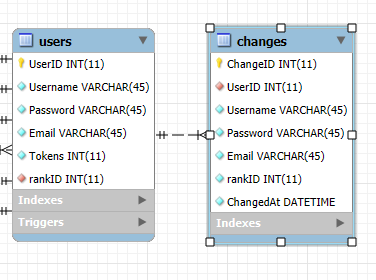 users
UserID INT(11)
Username VARCHAR(45)
Password VARCHAR(45)
Email VARCHAR(45)
Tokens INT(11)
rankID INT(11)
Indexes
Triggers
changes
ChangeID INT(11)
UserID INT(11)
Username VARCHAR(45)
Password VARCHAR(45)
Email VARCHAR(45)
rankID INT(11)
ChangedAt DATETIME
Indexes